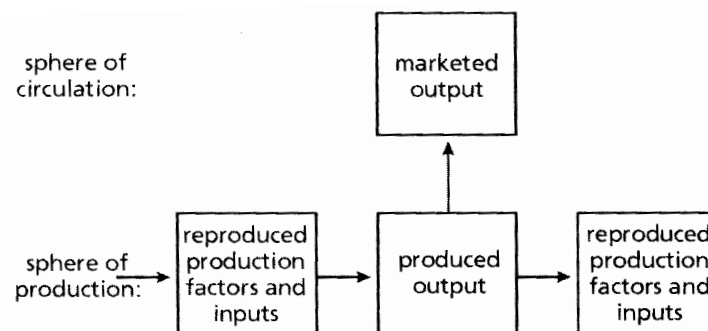 sphere of
circulation:
marketed
output
sphere of
production:
reproduced
production
factors and
inputs
produced
output
reproduced
production
factors and
inputs